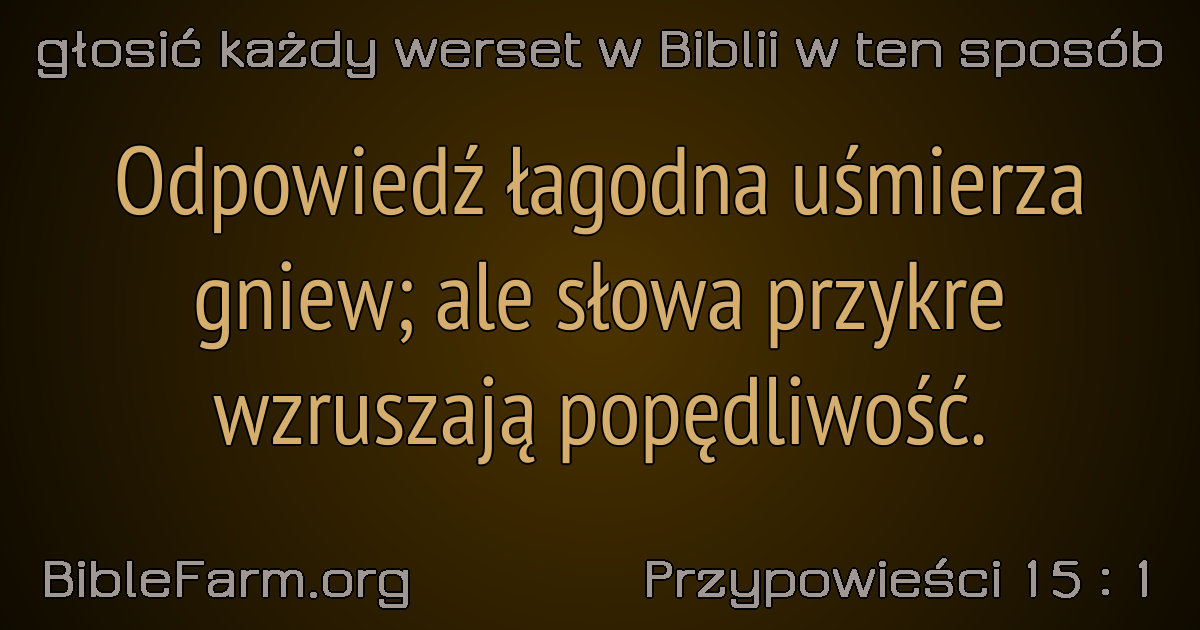 głosić każdy werset w Biblii w ten sposób
Odpowiedź łagodna uśmierza
gniew; ale słowa przykre
wzruszają popędliwość.
BibleFarm.org
Przypowieści 15 : 1